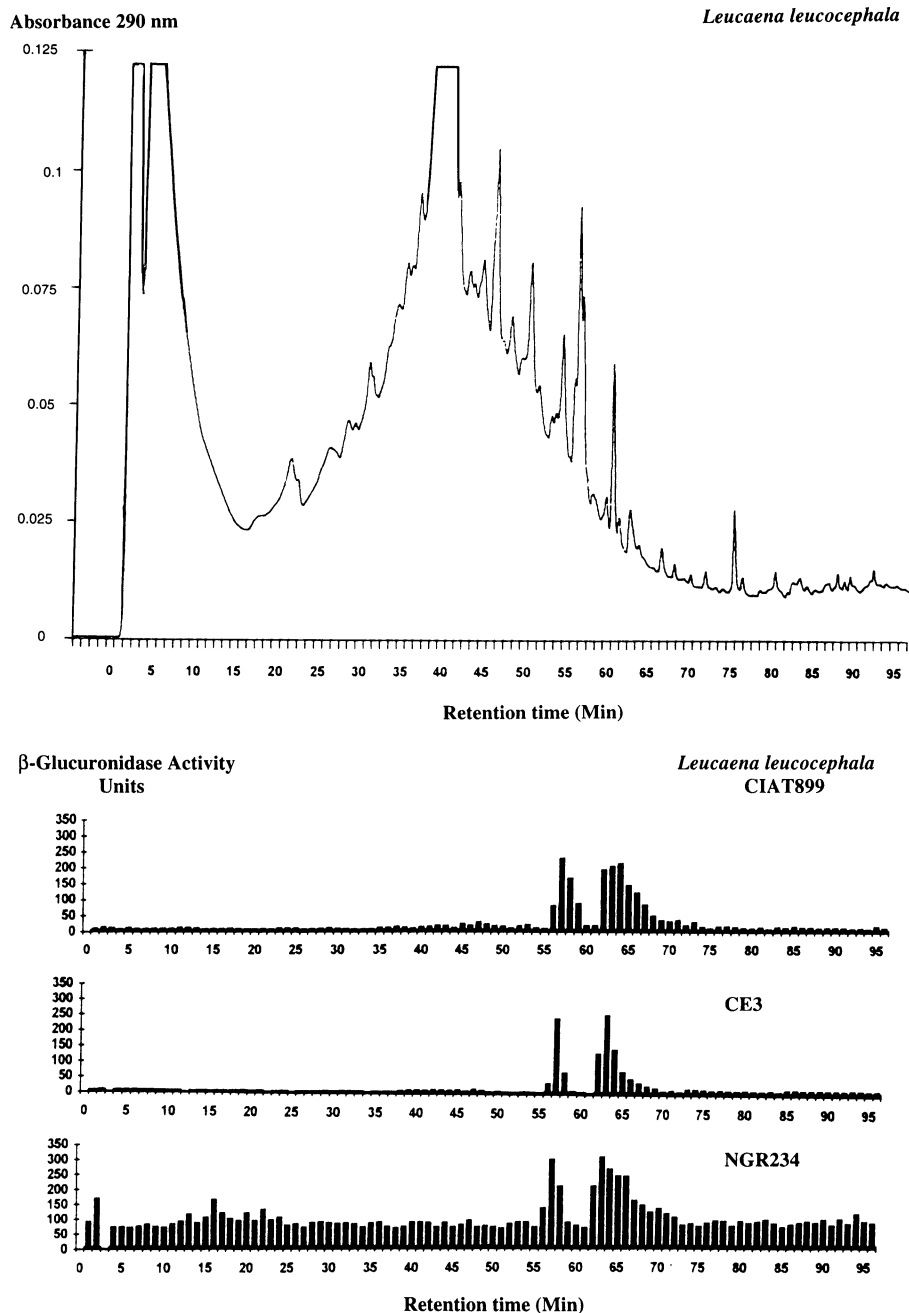 Absorbance 290 nm
Leucaena leucocephala
0.125
0.1
0.075
0.05
0.025
0
0 5 10 15 20 25 30 35 40 45 50 55 60 65 70 75 80 85 90 95
Retention time (Min)
β-Glucuronidase Activity
Units
Leucaena leucocephala
CIAT899
350
300
250
200
150
100
50
0
0 5 10 15 20 25 30 35 40 45 50 55 60 65 70 75 80 85 90 95
CE3
350
300
250
200
150
100
50
0
0 5 10 15 20 25 30 35 40 45 50 55 60 65 70 75 80 85 90 95
NGR234
350
300
250
200
150
100
50
0
0 5 10 15 20 25 30 35 40 45 50 55 60 65 70 75 80 85 90 95
Retention time (Min)